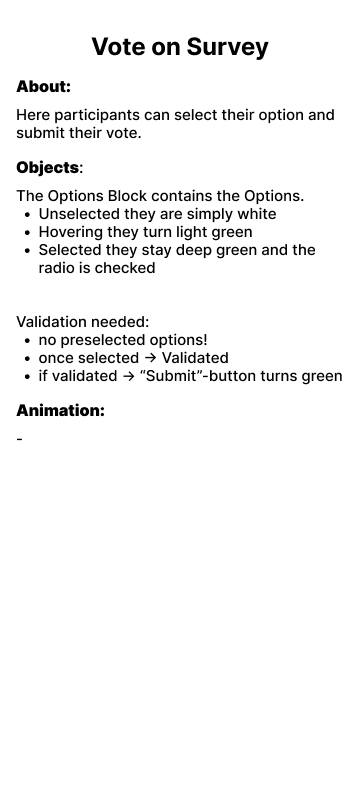 Vote on Survey
About:
Here participants can select their option and
submit their vote.
Objects:
The Options Block contains the Options.
• Unselected they are simply white
• Hovering they turn light green
• Selected they stay deep green and the
radio is checked
Validation needed:
• no preselected options!
• once selected → Validated
• if validated → “Submit”-button turns green
Animation:
-